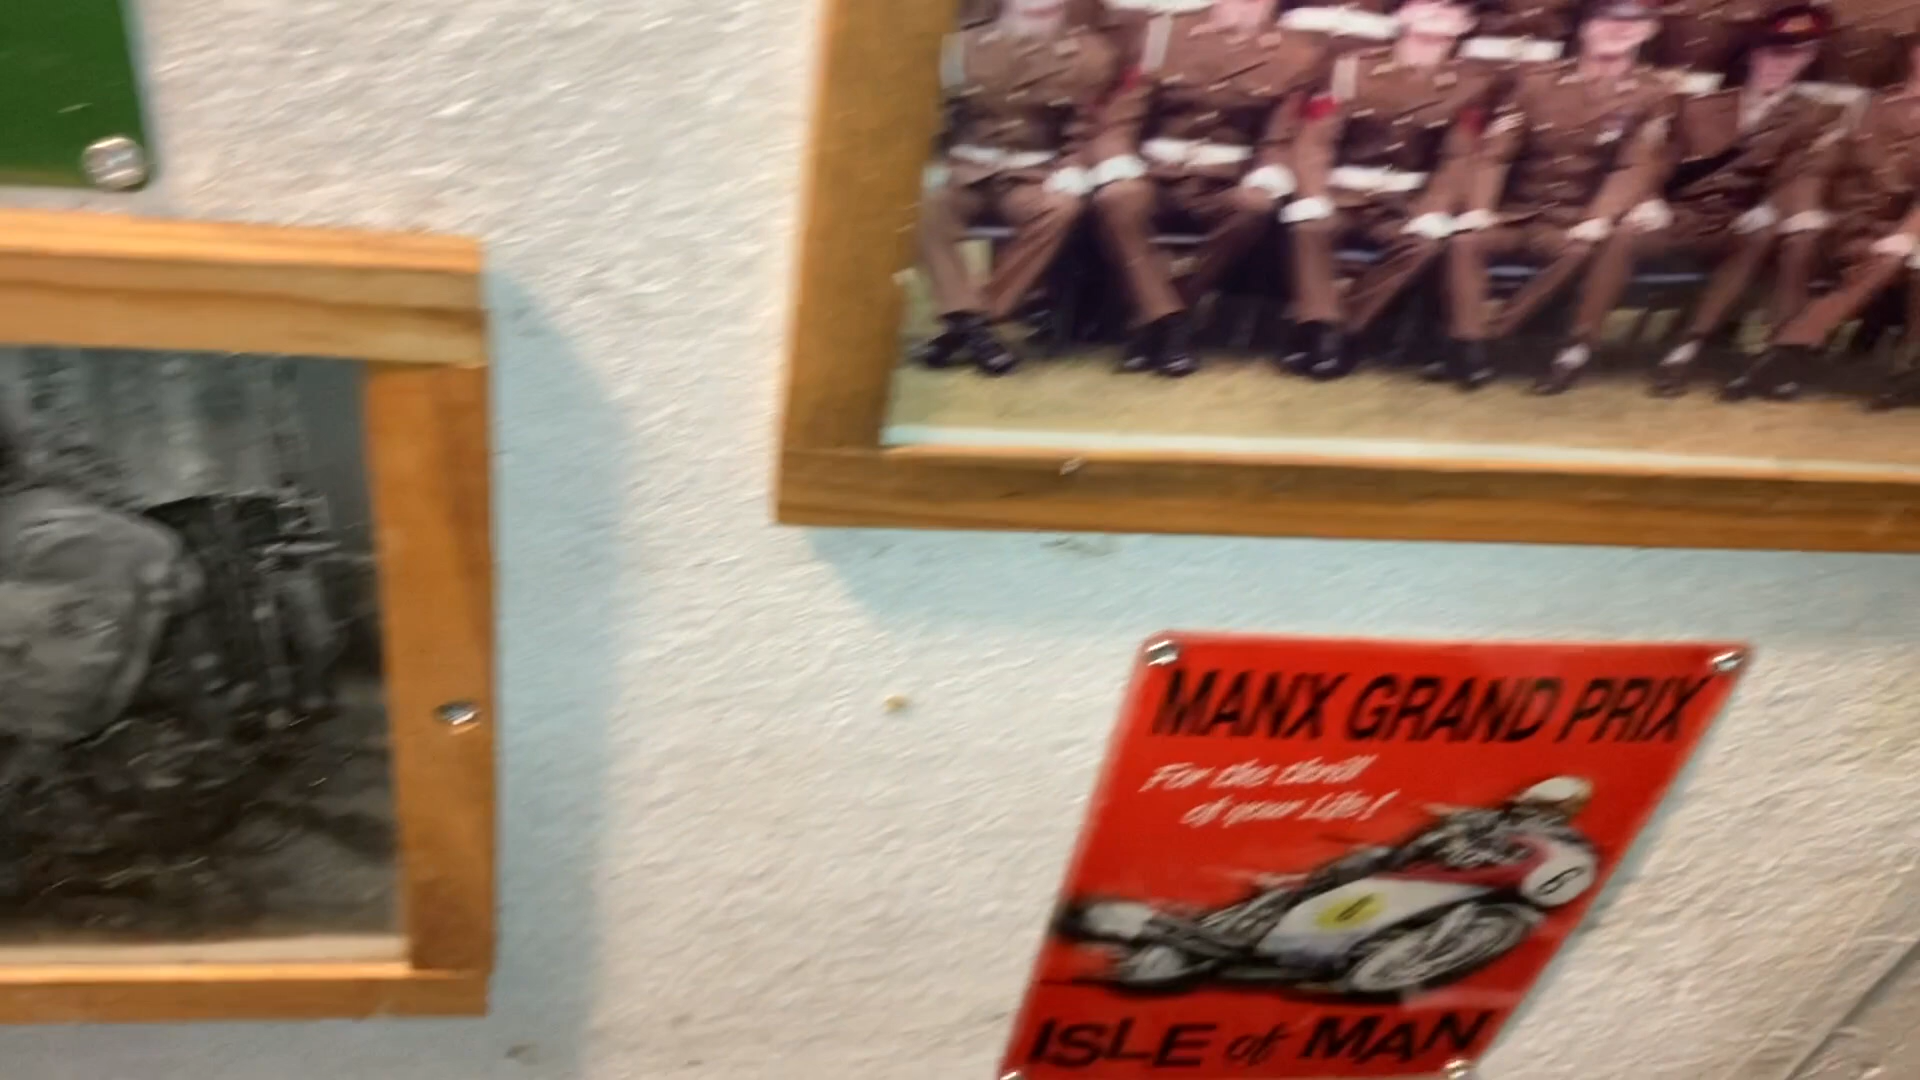 MANX GRAND PRIX
For the thrill
of your Life!
ISLE of MAN